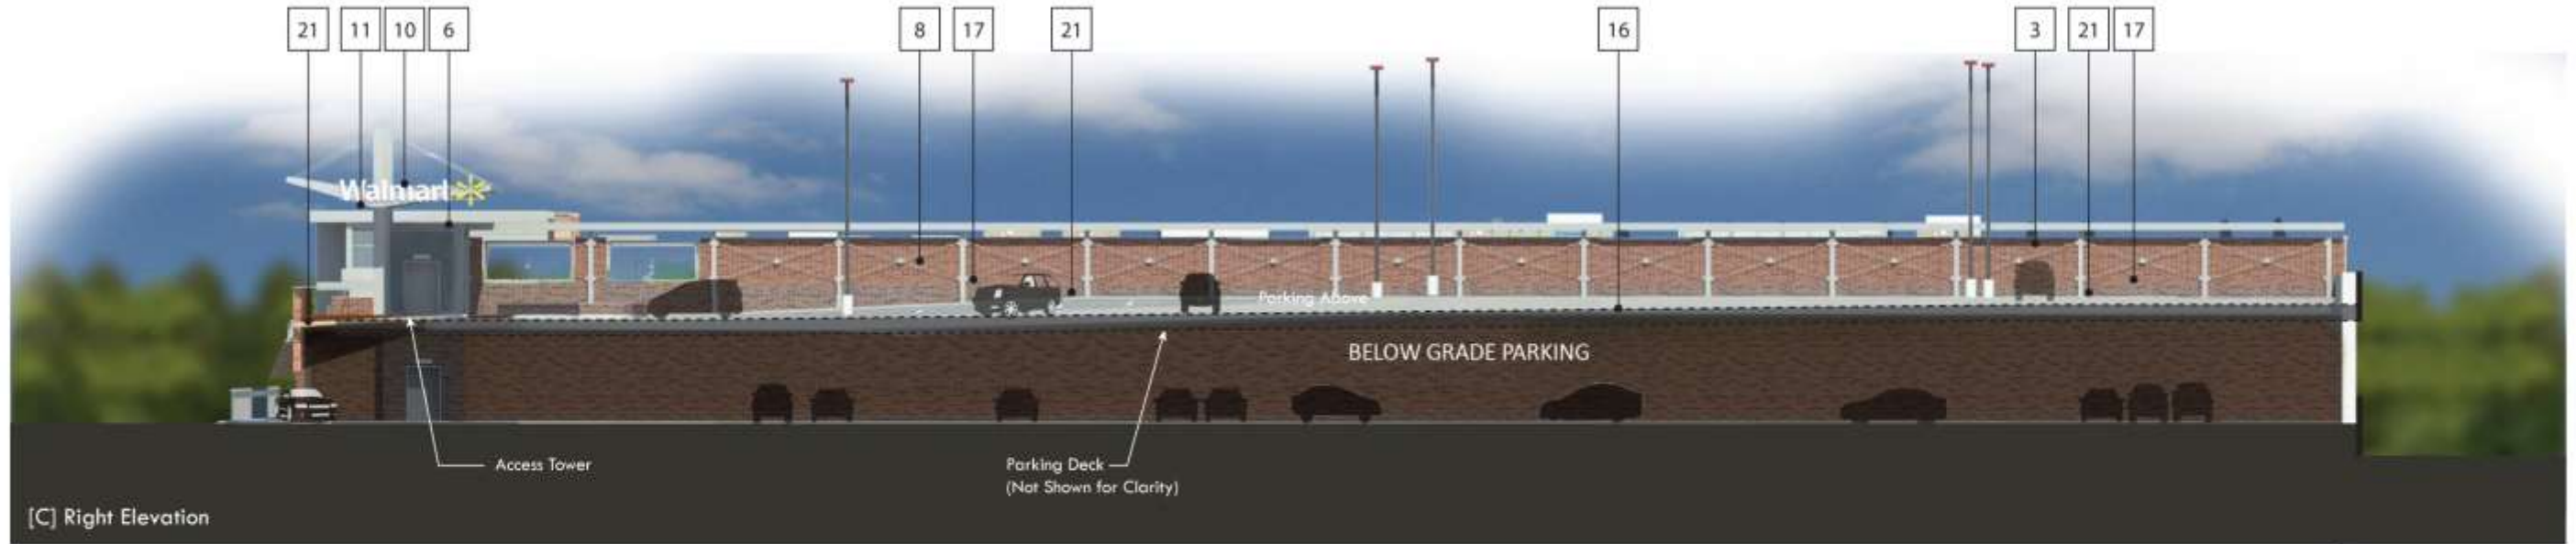 21
11
10
6
8
17
21
16
3
21
17
Walmart
Parking Above
BELOW GRADE PARKING
Access Tower
Parking Deck
(Not Shown for Clarity)
[C] Right Elevation